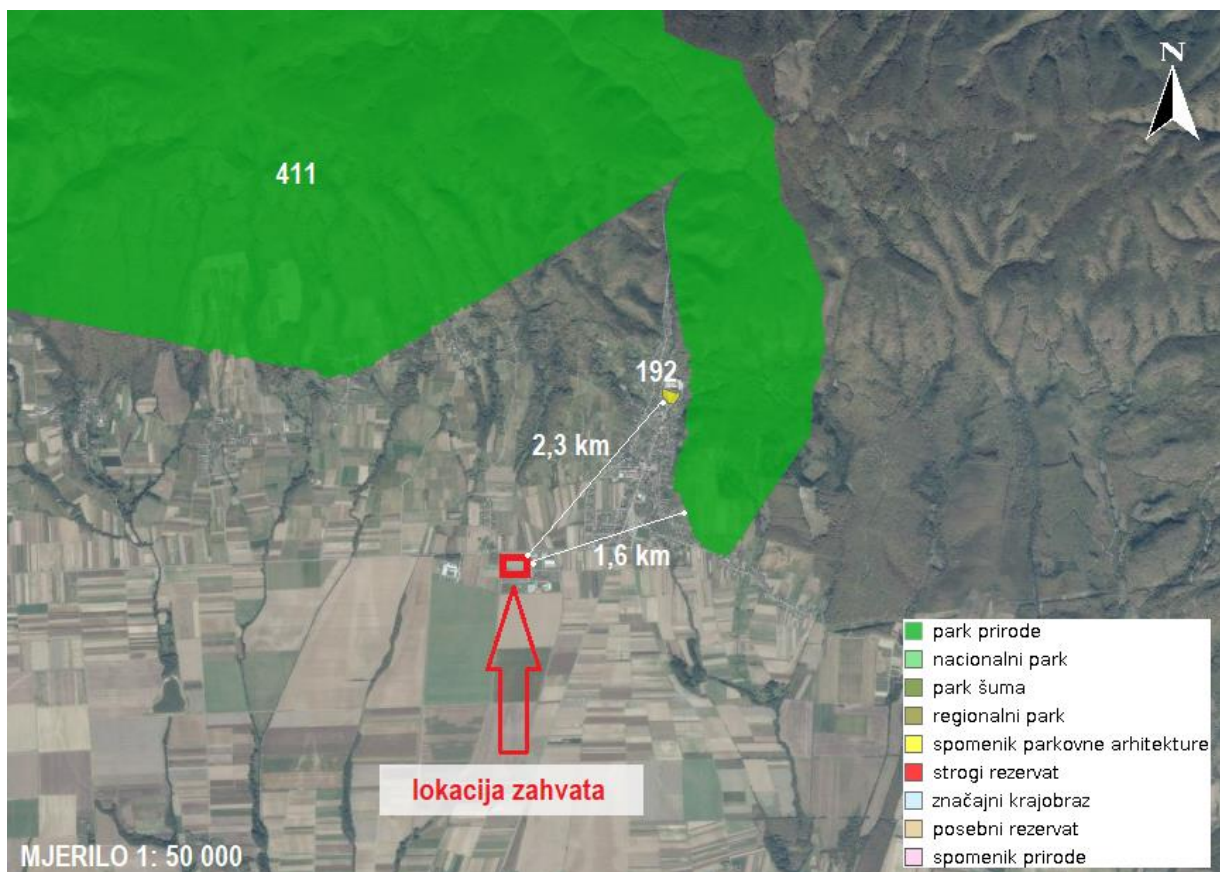 N
411
192
2,3 km
1,6 km
lokacija zahvata
MJERILO 1: 50 000
park prirode
nacionalni park
park šuma
regionalni park
spomenik parkovne arhitekture
strogi rezervat
značajni krajobraz
posebni rezervat
spomenik prirode